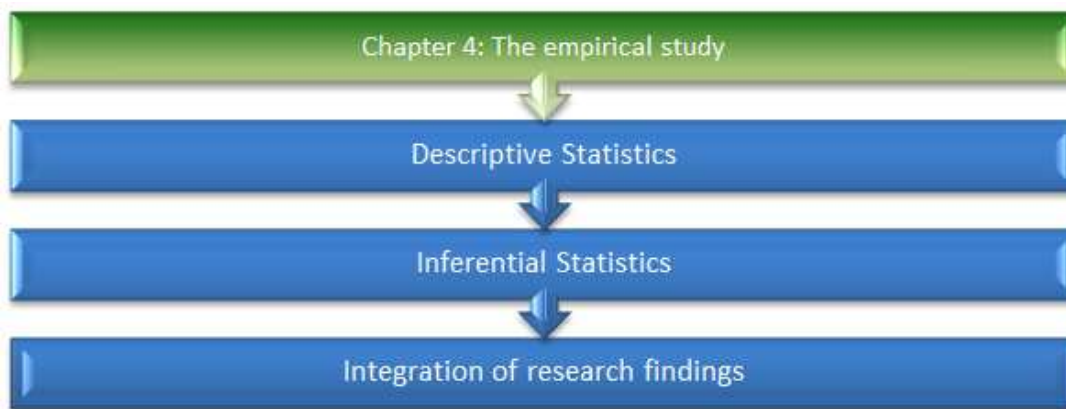 Chapter 4: The empirical study
Descriptive Statistics
Inferential Statistics
Integration of research findings